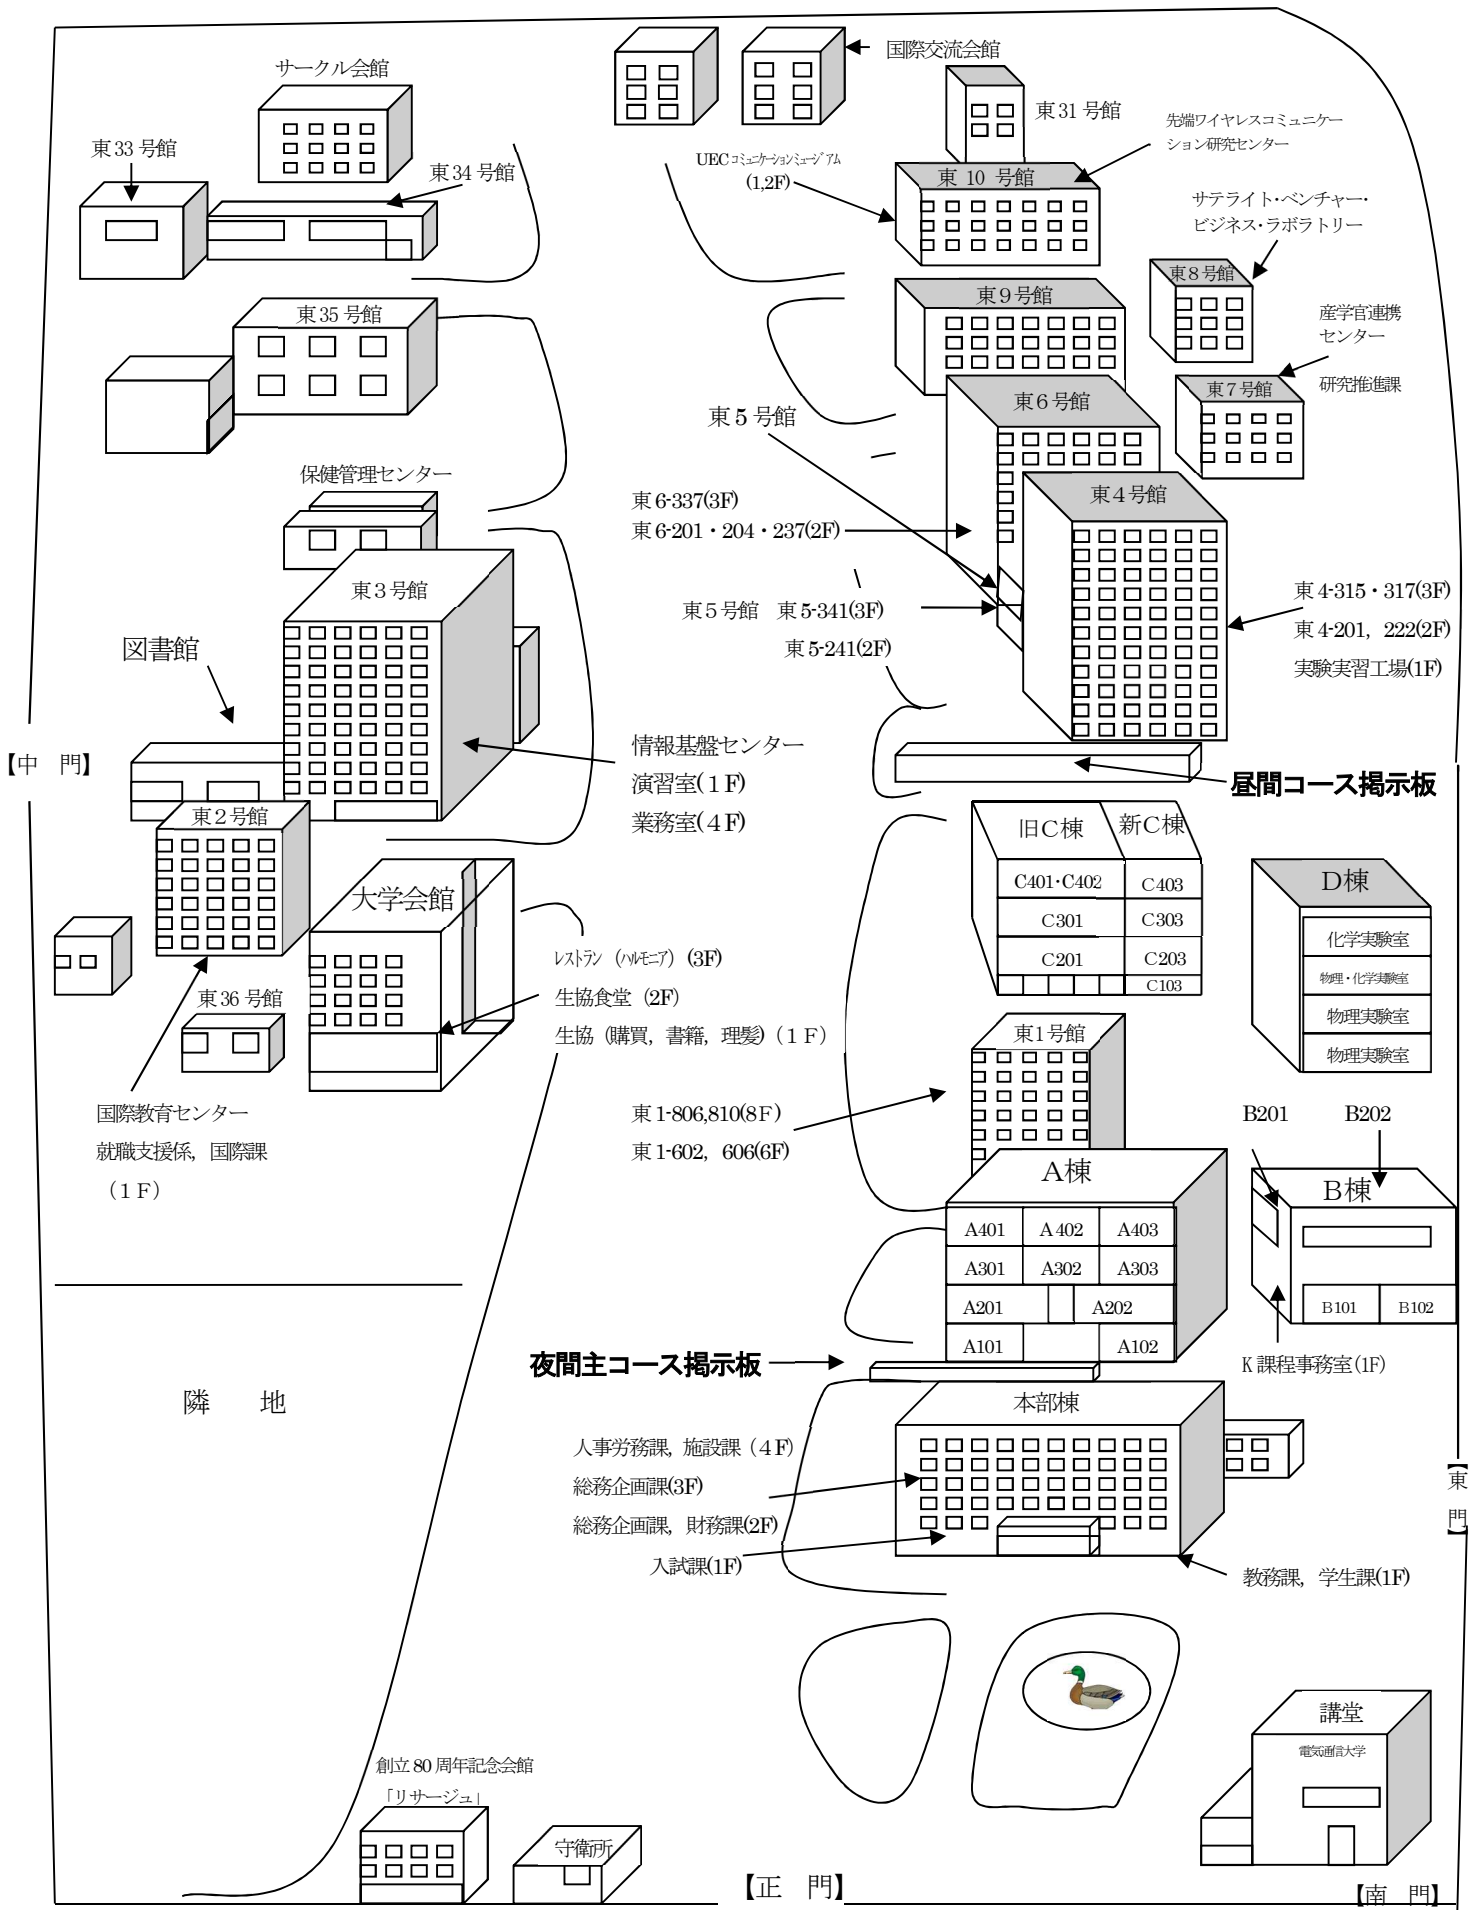 国際交流会館
サークル会館
東31 号館
先端ワイヤレスコミュニケー
ション研究センター
東33 号館
東34 号館
UECコミュニケーションミュージアム
(1,2F)
東 10 号館
サテライト・ベンチャー・
ビジネス・ラボラトリー
東8号館
東9号館
東35 号館
産学官連携
センター
研究推進課
東7号館
東6号館
東5号館
保健管理センター
東4号館
東6-337(3F)
東6-201・204・237(2F)
東3号館
東5号館 東5-341(3F)
東5-241(2F)
東4-315・317(3F)
東4-201, 222(2F)
実験実習工場(1F)
図書館
【中 門】
情報基盤センター
演習室(1F)
業務室(4F)
昼間コース掲示板
東2号館
旧C棟
新C棟
C401・C402
C403
C301
C303
C201
C203
C103
D棟
化学実験室
物理・化学実験室
物理実験室
物理実験室
大学会館
レストラン (ハルモニア) (3F)
生協食堂 (2F)
生協 (購買, 書籍, 理髪) (1F)
東36 号館
東1号館
国際教育センター
就職支援係, 国際課
(1F)
東1-806,810(8F)
東1-602, 606(6F)
B201
B202
A棟
B棟
A401
A402
A403
A301
A302
A303
A201
A202
A101
A102
B101
B102
K課程事務室(1F)
夜間主コース掲示板
隣 地
本部棟
人事労務課, 施設課(4F)
総務企画課(3F)
総務企画課, 財務課(2F)
入試課(1F)
教務課, 学生課(1F)
【東 門】
講堂
電気通信大学
創立80 周年記念会館
「リサージュ」
守衛所
【正 門】
【南 門】